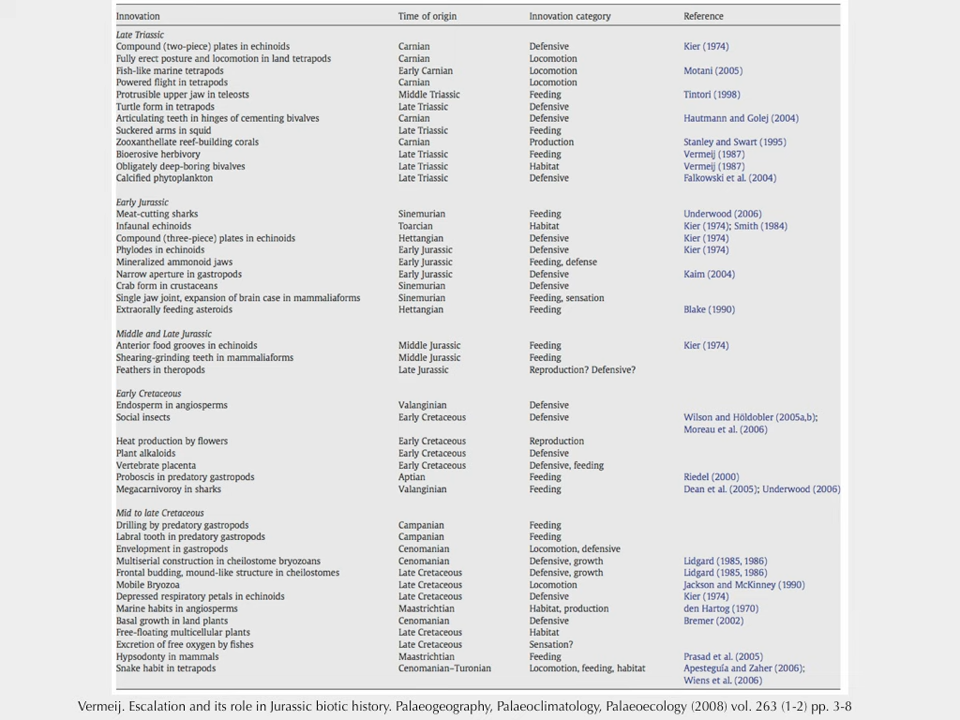 Innovation Time of origin Innovation category Reference
Late Triassic
Compound (two-piece) plates in echinoids Carnian Defensive Kier (1974)
Fully erect posture and locomotion in land tetrapods Carnian Locomotion
Fish-like marine tetrapods Early Carnian Locomotion Motani (2005)
Powered flight in tetrapods Carnian Locomotion
Protrusible upper jaw in teleosts Middle Triassic Feeding Tintori (1998)
Turtle form in tetrapods Late Triassic Defensive
Articulating teeth in hinges of cementing bivalves Carnian Defensive Hautmann and Golej (2004)
Suckered arms in squid Late Triassic Feeding
Zooxanthellate reef-building corals Carnian Production Stanley and Swart (1995)
Bioerosive herbivory Late Triassic Feeding Vermeij (1987)
Obligately deep-boring bivalves Late Triassic Habitat Vermeij (1987)
Calcified phytoplankton Late Triassic Defensive Falkowski et al. (2004)
Early Jurassic
Meat-cutting sharks Sinemurian Feeding Underwood (2006)
Infaunal echinoids Toarcian Habitat Kier (1974); Smith (1984)
Compound (three-piece) plates in echinoids Hettangian Defensive Kier (1974)
Phylodes in echinoids Early Jurassic Defensive Kier (1974)
Mineralized ammonoid jaws Early Jurassic Feeding, defense
Narrow aperture in gastropods Early Jurassic Defensive Kaim (2004)
Crab form in crustaceans Sinemurian Defensive
Single jaw joint, expansion of brain case in mammaliaforms Sinemurian Feeding, sensation
Extraorally feeding asteroids Hettangian Feeding Blake (1990)
Middle and Late Jurassic
Anterior food grooves in echinoids Middle Jurassic Feeding Kier (1974)
Shearing-grinding teeth in mammaliaforms Middle Jurassic Feeding
Feathers in theropods Late Jurassic Reproduction? Defensive?
Early Cretaceous
Endosperm in angiosperms Valanginian Defensive
Social insects Early Cretaceous Defensive Wilson and Höldobler (2005a,b);
Moreau et al. (2006)
Heat production by flowers Early Cretaceous Reproduction
Plant alkaloids Early Cretaceous Defensive
Vertebrate placenta Early Cretaceous Defensive, feeding
Proboscis in predatory gastropods Aptian Feeding Riedel (2000)
Megacarnivoroy in sharks Valanginian Feeding Dean et al. (2005); Underwood (2006)
Mid to late Cretaceous
Drilling by predatory gastropods Campanian Feeding
Labral tooth in predatory gastropods Campanian Feeding
Envelopment in gastropods Cenomanian Locomotion, defensive
Multiserial construction in cheilostome bryozoans Cenomanian Defensive, growth Lidgard (1985, 1986)
Frontal budding, mound-like structure in cheilostomes Late Cretaceous Defensive, growth Lidgard (1985, 1986)
Mobile Bryozoa Late Cretaceous Locomotion Jackson and McKinney (1990)
Depressed respiratory petals in echinoids Late Cretaceous Defensive Kier (1974)
Marine habits in angiosperms Maastrichtian Habitat, production den Hartog (1970)
Basal growth in land plants Cenomanian Defensive Bremer (2002)
Free-floating multicellular plants Late Cretaceous Habitat
Excretion of free oxygen by fishes Late Cretaceous Sensation?
Hypsodonty in mammals Maastrichtian Feeding Prasad et al. (2005)
Snake habit in tetrapods Cenomanian–Turonian Locomotion, feeding, habitat Apesteguía and Zaher (2006);
Wiens et al. (2006)
Vermeij. Escalation and its role in Jurassic biotic history. Palaeogeography, Palaeoclimatology, Palaeoecology (2008) vol. 263 (1-2) pp. 3-8